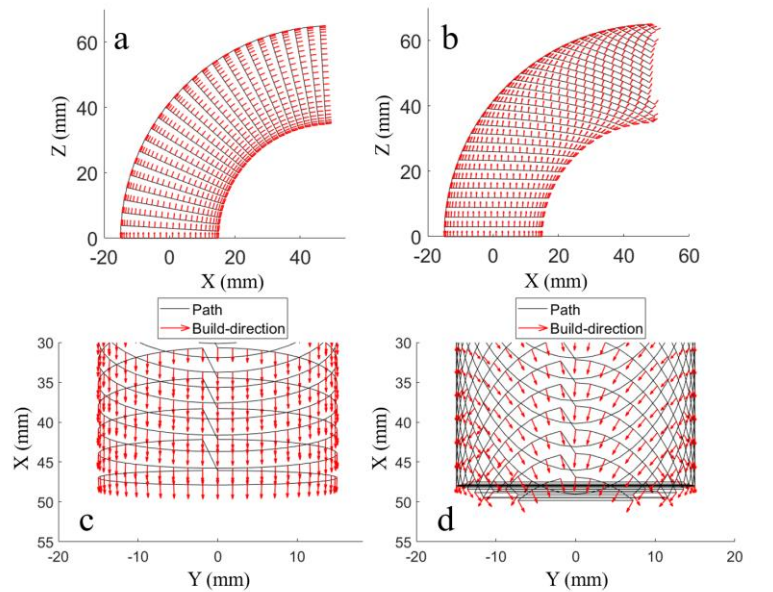 a
60
40
20
0
Z (mm)
-20 0 20 40
X (mm)
b
60
40
20
0
Z (mm)
-20 0 20 40 60
X (mm)
Path
Build-direction
30
35
40
45
50
55
X (mm)
c
-20 -10 0 10
Y (mm)
Path
Build-direction
30
35
40
45
50
55
X (mm)
d
-20 -10 0 10 20
Y (mm)